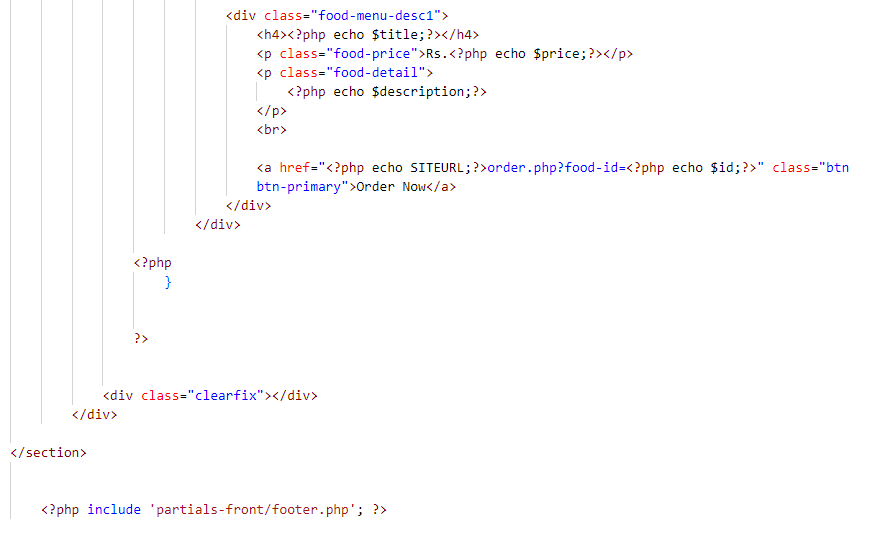 <div class="food-menu-desc1">
<h4><?php echo $title;?></h4>
<p class="food-price">Rs.<?php echo $price;?></p>
<p class="food-detail">
<?php echo $description;?>
</p>
<br>
<a href="<?php echo SITEURL;?>order.php?food-id=<?php echo $id;?>" class="btn
btn-primary">Order Now</a>
</div>
</div>
<?php
}
?>
<div class="clearfix"></div>
</div>
</section>
<?php include 'partials-front/footer.php'; ?>